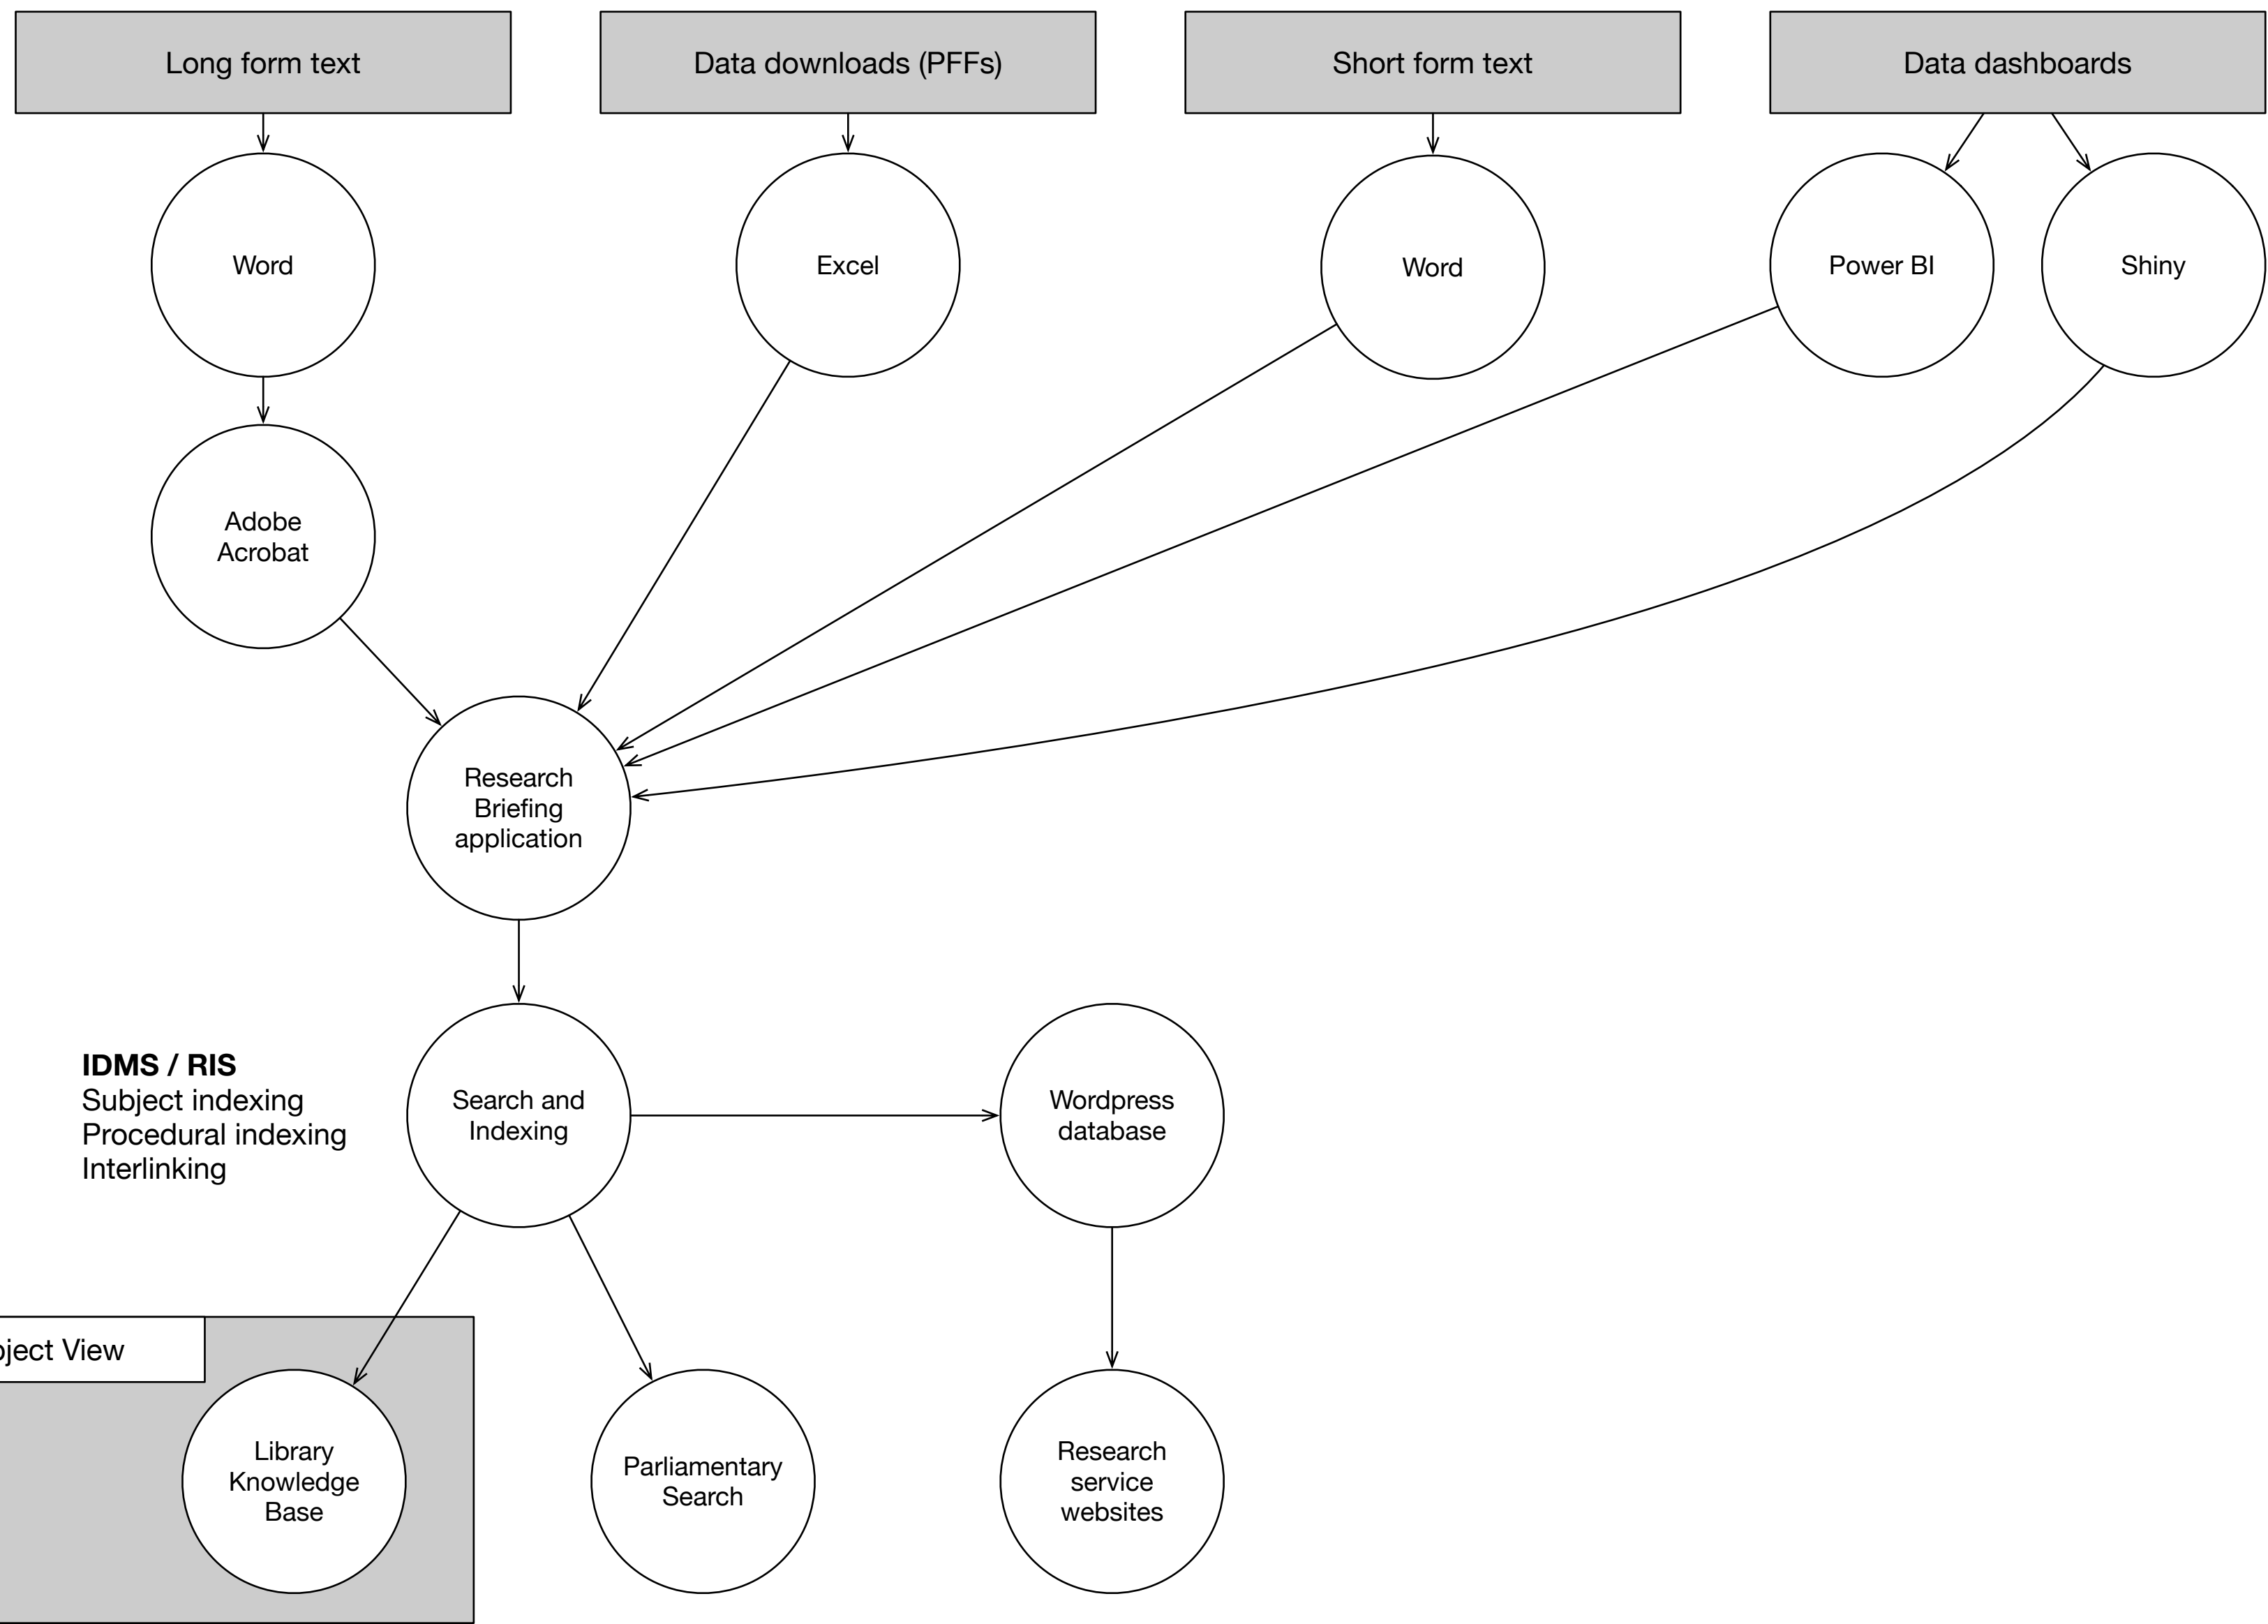 Long form text
Data downloads (PFFs)
Short form text
Data dashboards
Word
Excel
Word
Power BI
Shiny
Adobe
Acrobat
Research
Briefing
application
IDMS / RIS
Subject indexing
Procedural indexing
Interlinking
Search and
Indexing
Wordpress
database
View
Library
Knowledge
Base
Parliamentary
Search
Research
service
websites